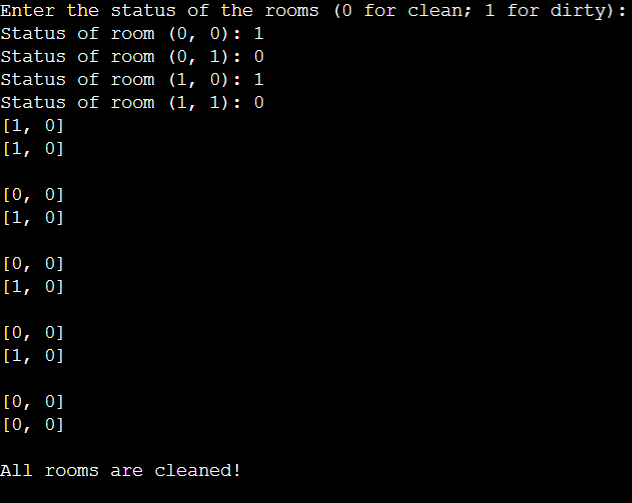 Enter the status of the rooms (0 for clean; 1 for dirty):
Status of room (0, 0): 1
Status of room (0, 1): 0
Status of room (1, 0): 1
Status of room (1, 1): 0
[1, 0]
[1, 0]

[0, 0]
[1, 0]

[0, 0]
[1, 0]

[0, 0]
[1, 0]

[0, 0]
[0, 0]

All rooms are cleaned!